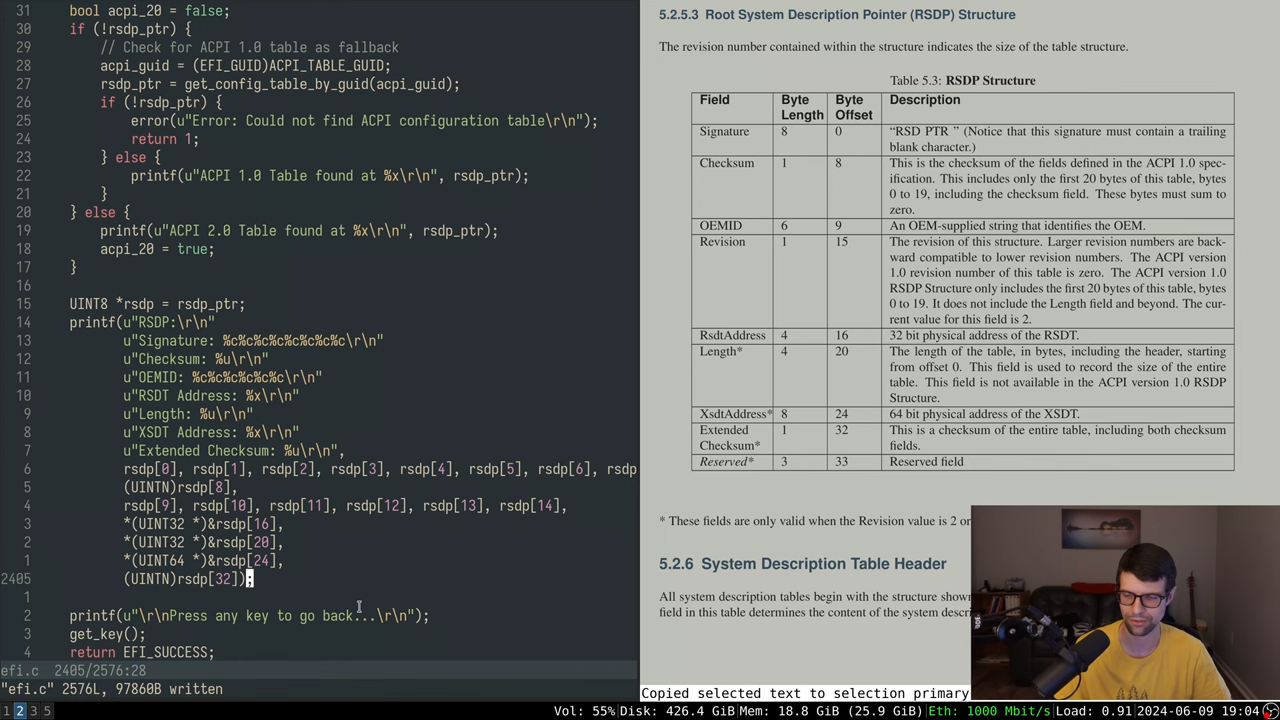 31 bool acpi_20 = false;
30 if (!rsdp_ptr) {
29 // Check for ACPI 1.0 table as fallback
28 acpi_guid = (EFI_GUID)ACPI_TABLE_GUID;
27 rsdp_ptr = get_config_table_by_guid(acpi_guid);
26 if (!rsdp_ptr) {
25 error(u"Error: Could not find ACPI configuration table\r\n");
24 return 1;
23 } else {
22 printf(u"ACPI 1.0 Table found at %x\r\n", rsdp_ptr);
21 }
20 } else {
19 printf(u"ACPI 2.0 Table found at %x\r\n", rsdp_ptr);
18 acpi_20 = true;
17 }
16
15 UINT8 *rsdp = rsdp_ptr;
14 printf(u"RSDP:\r\n"
13 u"Signature: %c%c%c%c%c%c%c%c\r\n"
12 u"Checksum: %u\r\n"
11 u"OEMID: %c%c%c%c%c%c\r\n"
10 u"RSDT Address: %x\r\n"
9 u"Length: %u\r\n"
8 u"XSDT Address: %x\r\n"
7 u"Extended Checksum: %u\r\n",
6 rsdp[0], rsdp[1], rsdp[2], rsdp[3], rsdp[4], rsdp[5], rsdp[6], rsdp
5 (UINTN)rsdp[8],
4 rsdp[9], rsdp[10], rsdp[11], rsdp[12], rsdp[13], rsdp[14],
3 *(UINT32 *)&rsdp[16],
2 *(UINT32 *)&rsdp[20],
1 *(UINT64 *)&rsdp[24],
2405 (UINTN)rsdp[32]);
1
2 printf(u"\r\nPress any key to go back...\r\n");
3 get_key();
4 return EFI_SUCCESS;
efi.c 2405/2576:28
"efi.c" 2576L, 97860B written
5.2.5.3 Root System Description Pointer (RSDP) Structure
The revision number contained within the structure indicates the size of the table structure.
Table 5.3: RSDP Structure
Field Byte Length Byte Offset Description
Signature 8 0 “RSD PTR ” (Notice that this signature must contain a trailing
blank character.)
Checksum 1 8 This is the checksum of the fields defined in the ACPI 1.0 spec-
ification. This includes only the first 20 bytes of this table, bytes
0 to 19, including the checksum field. These bytes must sum to
zero.
OEMID 6 9 An OEM-supplied string that identifies the OEM.
Revision 1 15 The revision of this structure. Larger revision numbers are back-
ward compatible to lower revision numbers. The ACPI version
1.0 revision number of this table is zero. The ACPI version 1.0
RSDP Structure only includes the first 20 bytes of this table, bytes
0 to 19. It does not include the Length field and beyond. The cur-
rent value for this field is 2.
RsdtAddress 4 16 32 bit physical address of the RSDT.
Length* 4 20 The length of the table, in bytes, including the header, starting
from offset 0. This field is used to record the size of the entire
table. This field is not available in the ACPI version 1.0 RSDP
Structure.
XsdtAddress* 8 24 64 bit physical address of the XSDT.
Extended 1 32 This is a checksum of the entire table, including both checksum
Checksum* fields.
Reserved* 3 33 Reserved field
* These fields are only valid when the Revision value is 2 or
5.2.6 System Description Table Header
All system description tables begin with the structure shown
field in this table determines the content of the system descri
Copied selected text to selection primary
1 2 3 5 Vol: 55%|Disk: 426.4 GiB|Mem: 18.8 GiB (25.9 GiB)|Eth: 1000 Mbit/s|Load: 0.91|2024-06-09 19:04